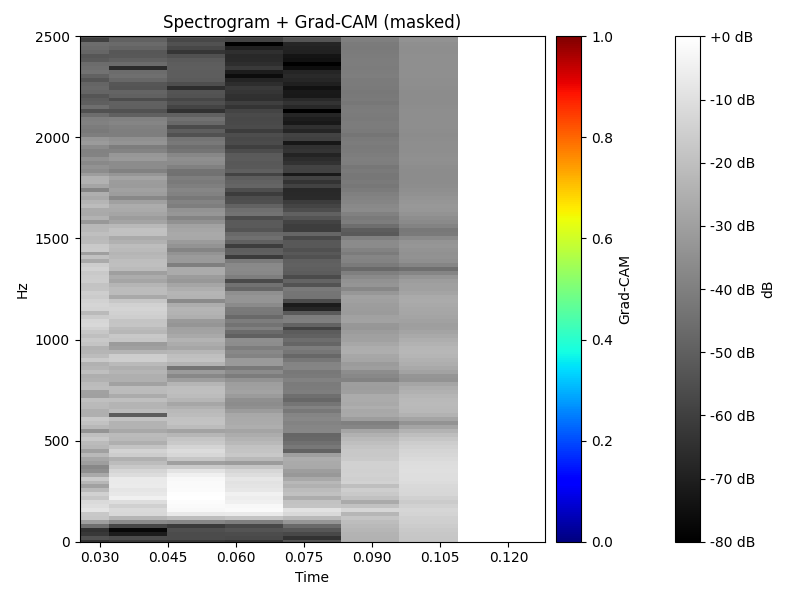 Spectrogram + Grad-CAM (masked)
2500
2000
1500
1000
500
0
Hz
0.030
0.045
0.060
0.075
0.090
0.105
0.120
Time
1.0
0.8
0.6
0.4
0.2
0.0
Grad-CAM
+0 dB
-10 dB
-20 dB
-30 dB
-40 dB
-50 dB
-60 dB
-70 dB
-80 dB
dB